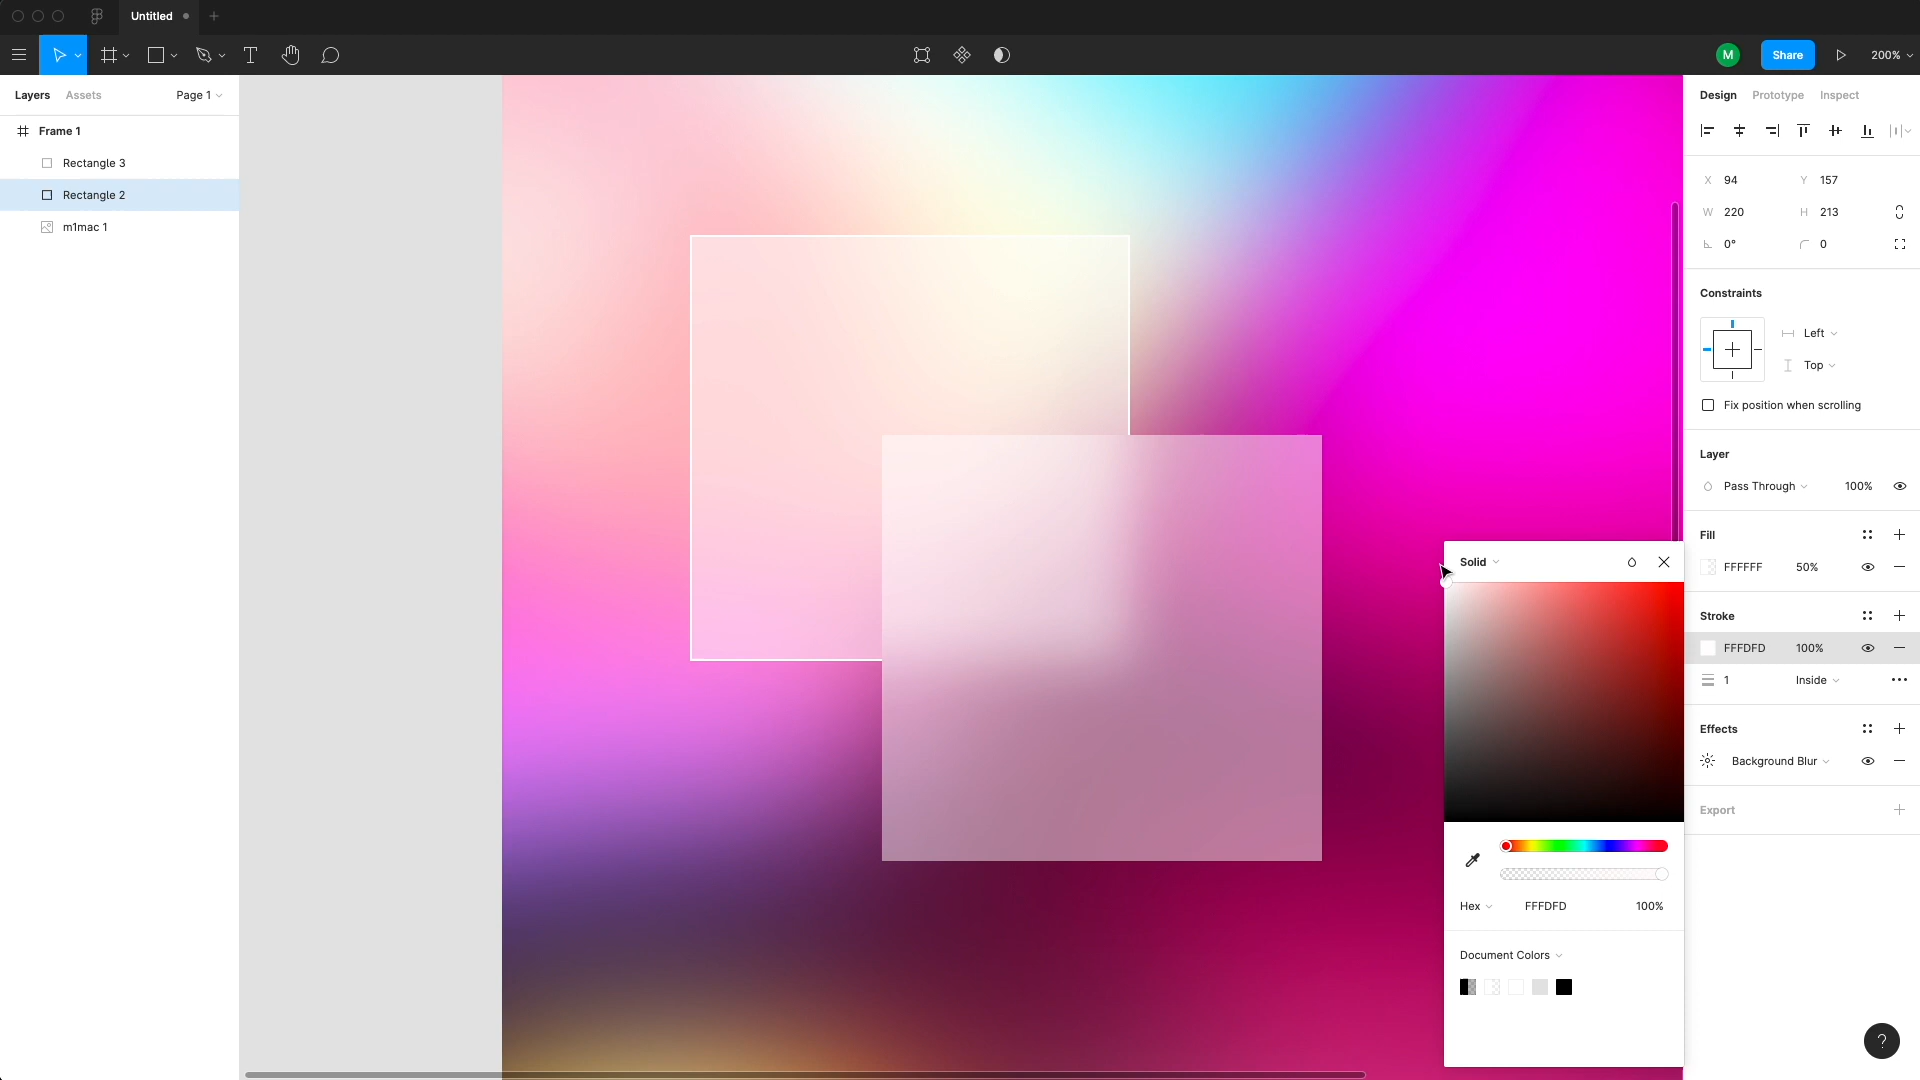 Untitled
M
Share
200%
Layers
Assets
Page 1
Design
Prototype
Inspect
Frame 1
Rectangle 3
Rectangle 2
m1mac 1
X 94
Y 157
W 220
H 213
0°
0
Constraints
Left
Top
Fix position when scrolling
Layer
Pass Through
100%
Fill
FFFFFF
50%
Stroke
FFFDFD
100%
1
Inside
Effects
Background Blur
Export
Solid
Hex
FFFDFD
100%
Document Colors
?